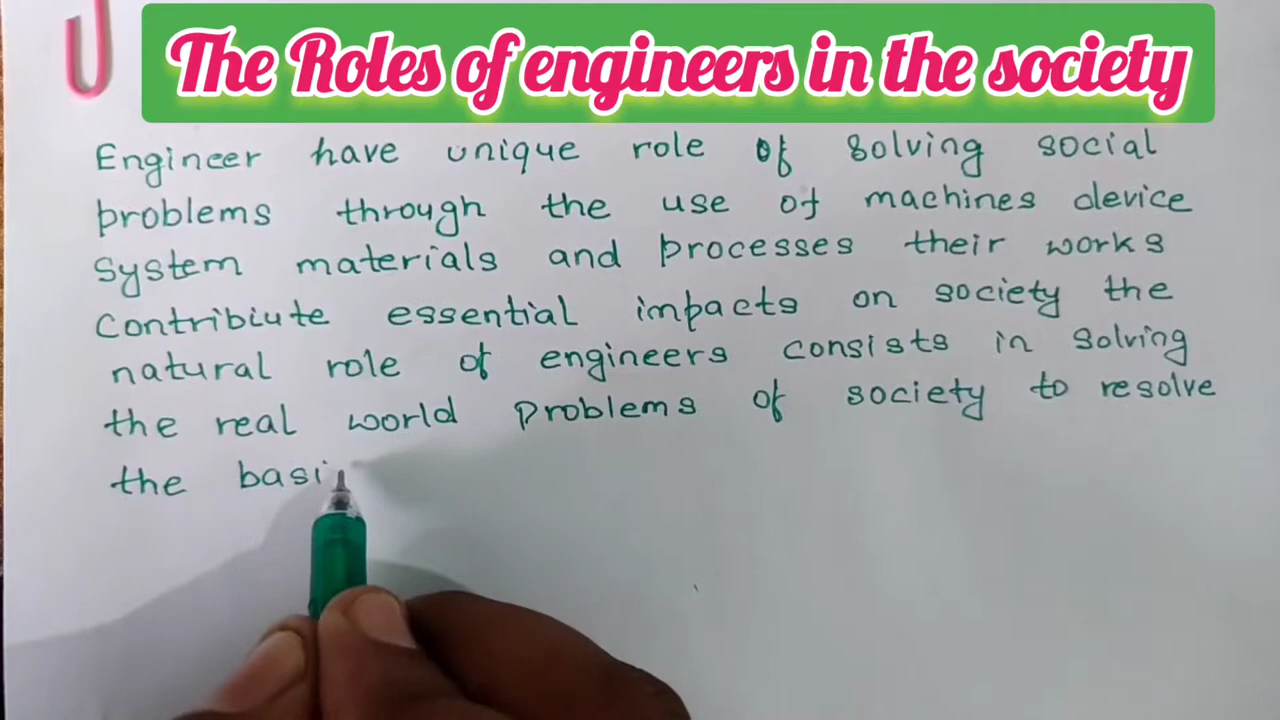 The Roles of engineers in the society
Engineer have unique role of solving social
problems through the use of machines device
System materials and processes their works
Contribiute essential impacts on society the
natural role of engineers consists in solving
the real world problems of society to resolve
the basi